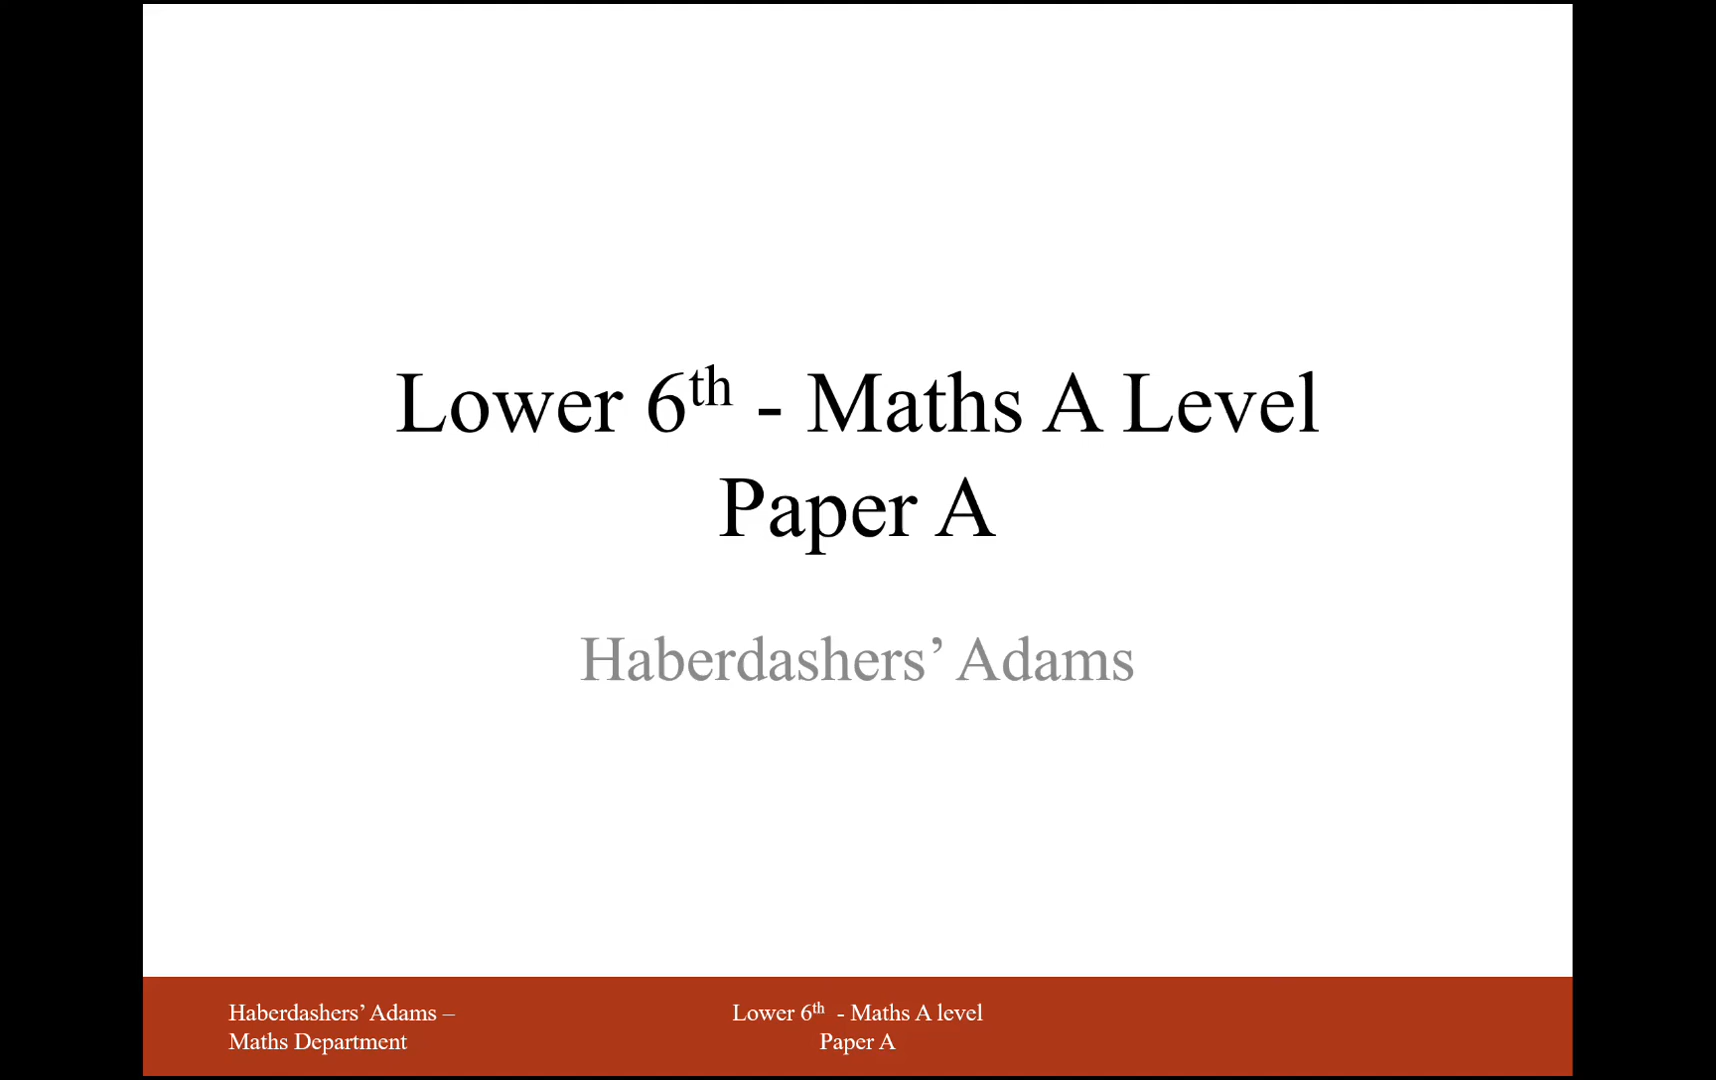 Lower 6th - Maths A Level
Paper A
Haberdashers’ Adams
Haberdashers’ Adams –
Maths Department
Lower 6th - Maths A level
Paper A